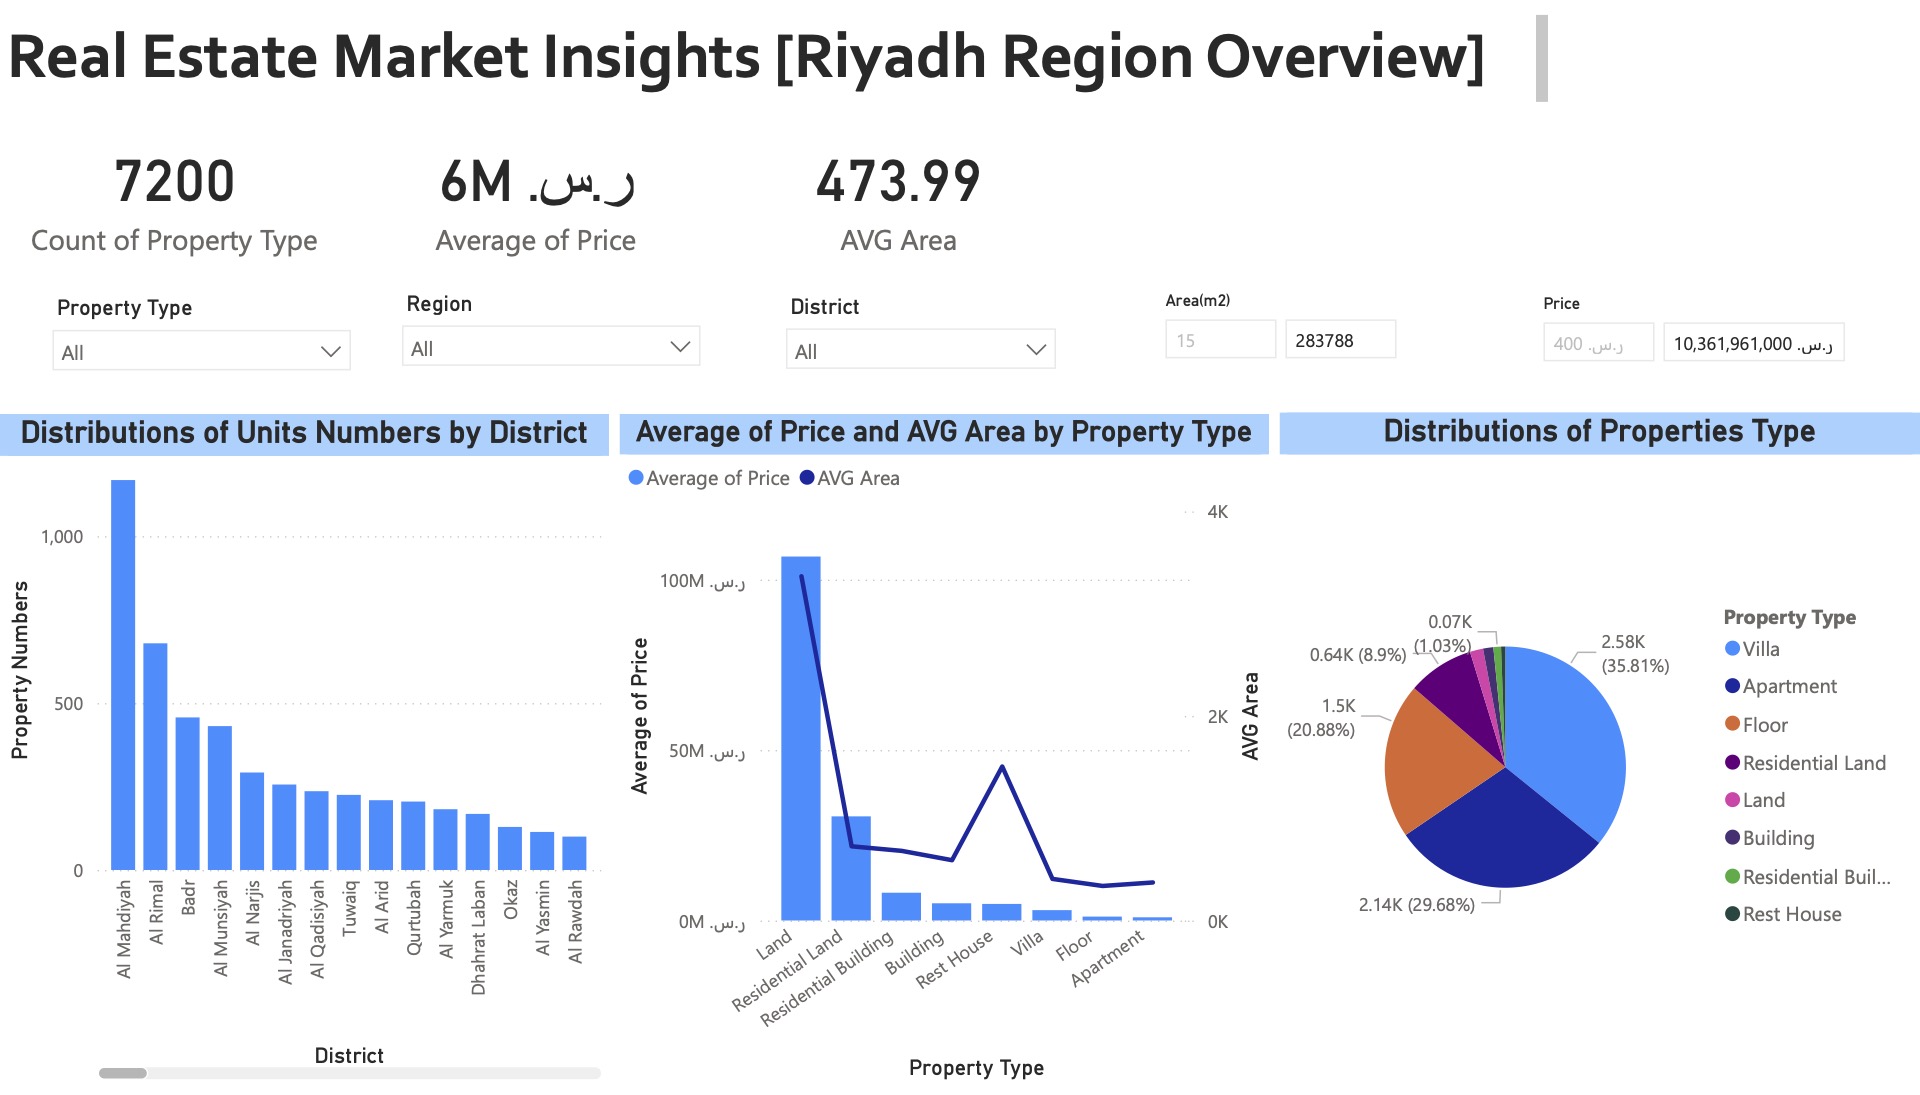 Real Estate Market Insights [Riyadh Region Overview]
7200
Count of Property Type
6M ر.س.
Average of Price
473.99
AVG Area
Property Type
All
Region
All
District
All
Area(m2)
15
283788
Price
400 ر.س.
10,361,961,000 ر.س.
Distributions of Units Numbers by District
Property Numbers
1,000
500
0
Al Mahdiyah
Al Rimal
Badr
Al Munsiyah
Al Narjis
Al Janadriyah
Al Qadisiyah
Tuwaiq
Al Arid
Qurtubah
Al Yarmuk
Dhahrat Laban
Okaz
Al Yasmin
Al Rawdah
District
Average of Price and AVG Area by Property Type
Average of Price
AVG Area
Average of Price
100M ر.س.
50M ر.س.
0M ر.س.
4K
2K
0K
AVG Area
Land
Residential Land
Residential Building
Building
Rest House
Villa
Floor
Apartment
Property Type
Distributions of Properties Type
0.07K
(1.03%)
0.64K (8.9%)
1.5K
(20.88%)
2.14K (29.68%)
2.58K
(35.81%)
Property Type
Villa
Apartment
Floor
Residential Land
Land
Building
Residential Buil...
Rest House